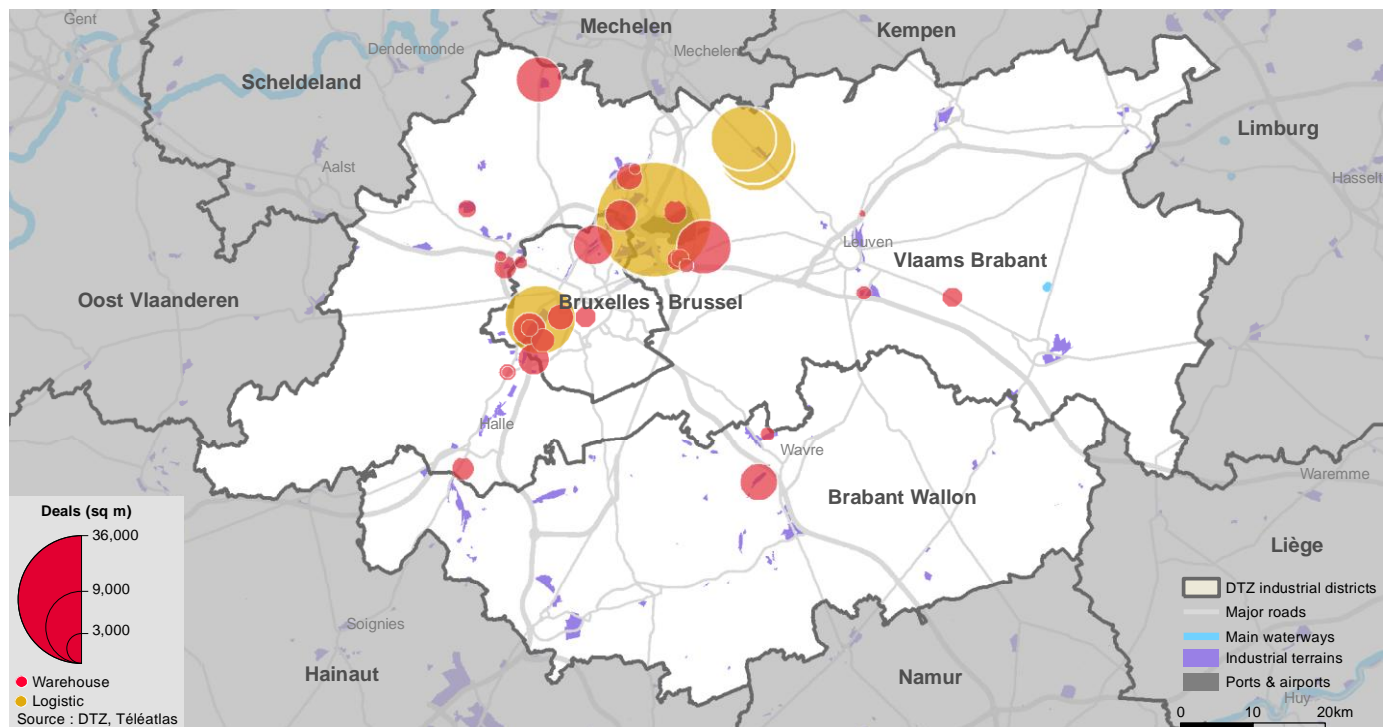 Gent
Mechelen
Kempen
Dendermonde
Mechelen
Scheldeland
Limburg
Aalst
Hasselt
Leuven
Vlaams Brabant
Oost Vlaanderen
Bruxelles - Brussel
Halle
Wavre
Waremme
Brabant Wallon
Deals (sq m)
36,000
9,000
3,000
Warehouse
Logistic
Source : DTZ, Téléatlas
Liège
DTZ industrial districts
Major roads
Main waterways
Industrial terrains
Ports & airports
Soignies
Hainaut
Namur
Huy
0 10 20km